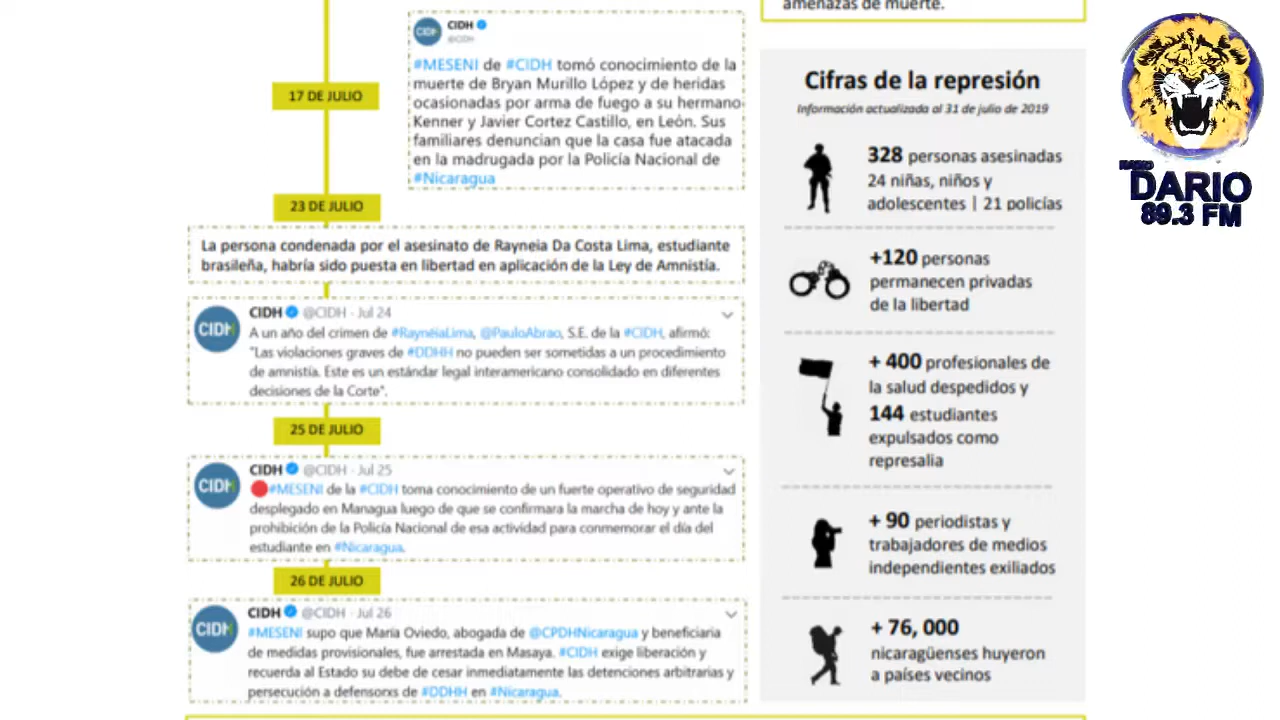 amenazas de muerte.
CIDH
@CIDH
#MESENI de #CIDH tomó conocimiento de la
muerte de Bryan Murillo López y de heridas
ocasionadas por arma de fuego a su hermano
Kenner y Javier Cortez Castillo, en León. Sus
familiares denuncian que la casa fue atacada
en la madrugada por la Policía Nacional de
#Nicaragua
17 DE JULIO
23 DE JULIO
La persona condenada por el asesinato de Rayneia Da Costa Lima, estudiante
brasileña, habría sido puesta en libertad en aplicación de la Ley de Amnistía.
CIDH
CIDH @CIDH · Jul 24
A un año del crimen de #RaynéiaLima, @PauloAbrao, S.E. de la #CIDH, afirmó:
"Las violaciones graves de #DDHH no pueden ser sometidas a un procedimiento
de amnistía. Este es un estándar legal interamericano consolidado en diferentes
decisiones de la Corte".
25 DE JULIO
CIDH
CIDH @CIDH · Jul 25
#MESENI de la #CIDH toma conocimiento de un fuerte operativo de seguridad
desplegado en Managua luego de que se confirmara la marcha de hoy y ante la
prohibición de la Policía Nacional de esa actividad para conmemorar el día del
estudiante en #Nicaragua.
26 DE JULIO
CIDH
CIDH @CIDH · Jul 26
#MESENI supo que María Oviedo, abogada de @CPDHNicaragua y beneficiaria
de medidas provisionales, fue arrestada en Masaya. #CIDH exige liberación y
recuerda al Estado su debe de cesar inmediatamente las detenciones arbitrarias y
persecución a defensorxs de #DDHH en #Nicaragua.
Cifras de la represión
Información actualizada al 31 de julio de 2019
328 personas asesinadas
24 niñas, niños y
adolescentes | 21 policías
+120 personas
permanecen privadas
de la libertad
+ 400 profesionales de
la salud despedidos y
144 estudiantes
expulsados como
represalia
+ 90 periodistas y
trabajadores de medios
independientes exiliados
+ 76, 000
nicaragüenses huyeron
a países vecinos
RADIO
DARIO
89.3 FM